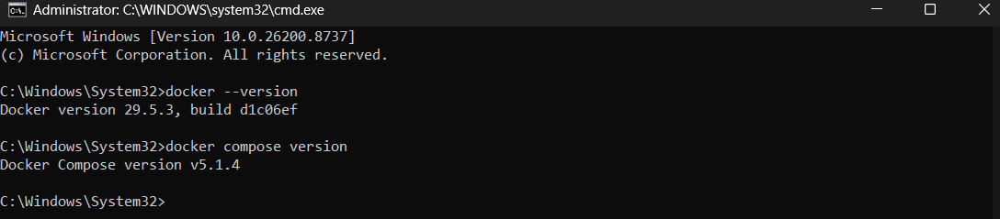 Administrator: C:\WINDOWS\system32\cmd.exe
Microsoft Windows [Version 10.0.26200.8737]
(c) Microsoft Corporation. All rights reserved.
C:\Windows\System32>docker --version
Docker version 29.5.3, build d1c06ef
C:\Windows\System32>docker compose version
Docker Compose version v5.1.4
C:\Windows\System32>